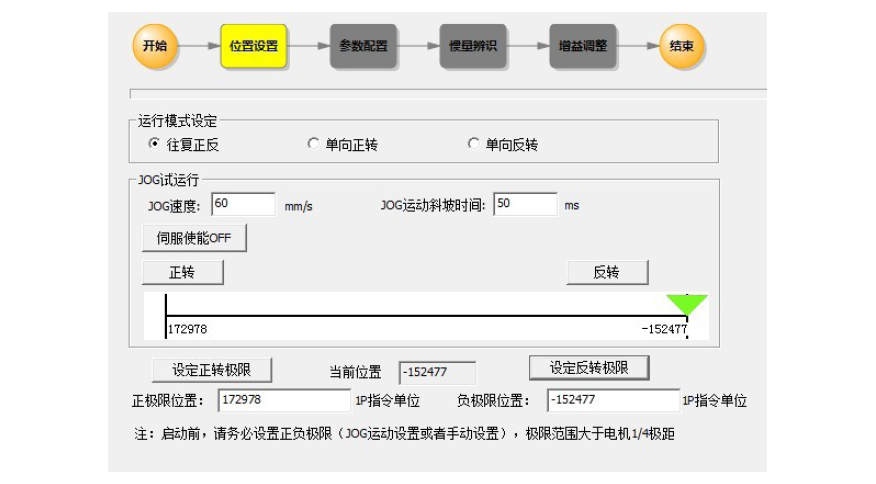 开始 位置设置 参数配置 惯量辨识 增益调整 结束
运行模式设定
往复正反 单向正转 单向反转
JOG试运行
JOG速度: 60 mm/s JOG运动斜坡时间: 50 ms
伺服使能OFF
正转 反转
172978 -152477
设定正转极限 当前位置 -152477 设定反转极限
正极限位置: 172978 1P指令单位 负极限位置: -152477 1P指令单位
注：启动前，请务必设置正负极限（JOG运动设置或者手动设置），极限范围大于电机1/4极距